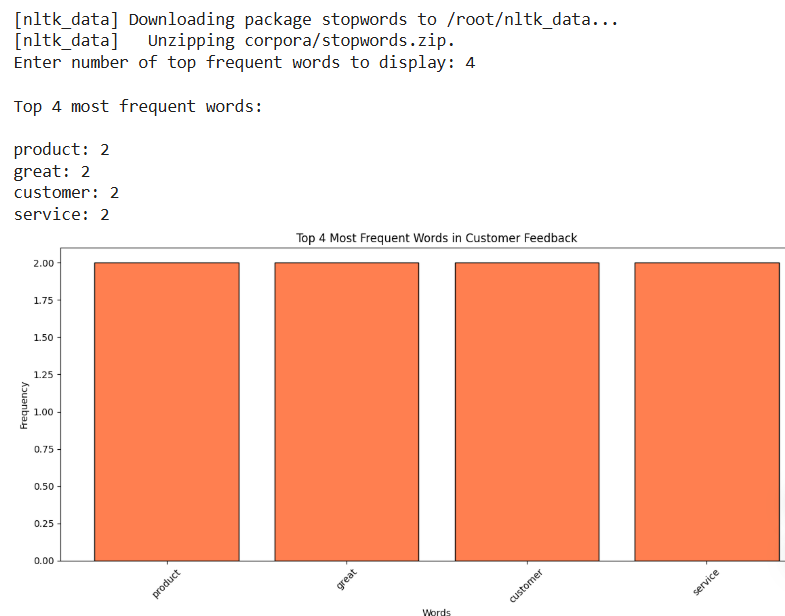 [nltk_data] Downloading package stopwords to /root/nltk_data...
[nltk_data]   Unzipping corpora/stopwords.zip.
Enter number of top frequent words to display: 4
Top 4 most frequent words:
product: 2
great: 2
customer: 2
service: 2
Top 4 Most Frequent Words in Customer Feedback
2.00
1.75
1.50
1.25
1.00
0.75
0.50
0.25
0.00
Frequency
product
great
customer
service
Words